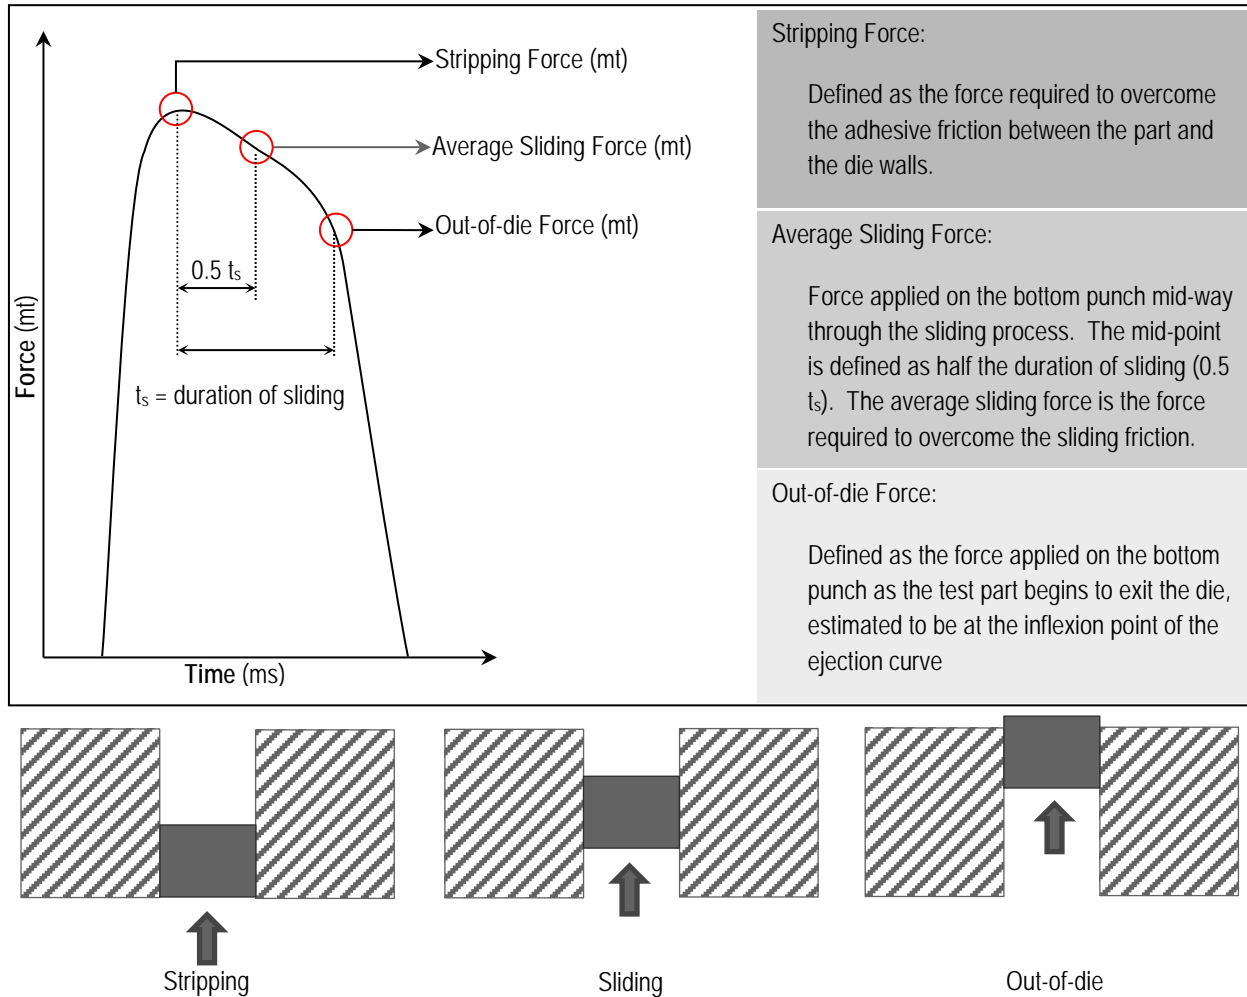 Stripping Force (mt)
Average Sliding Force (mt)
Out-of-die Force (mt)
0.5 ts
ts = duration of sliding
Force (mt)
Time (ms)
Stripping Force:
Defined as the force required to overcome
the adhesive friction between the part and
the die walls.
Average Sliding Force:
Force applied on the bottom punch mid-way
through the sliding process. The mid-point
is defined as half the duration of sliding (0.5
ts). The average sliding force is the force
required to overcome the sliding friction.
Out-of-die Force:
Defined as the force applied on the bottom
punch as the test part begins to exit the die,
estimated to be at the inflexion point of the
ejection curve
Stripping
Sliding
Out-of-die